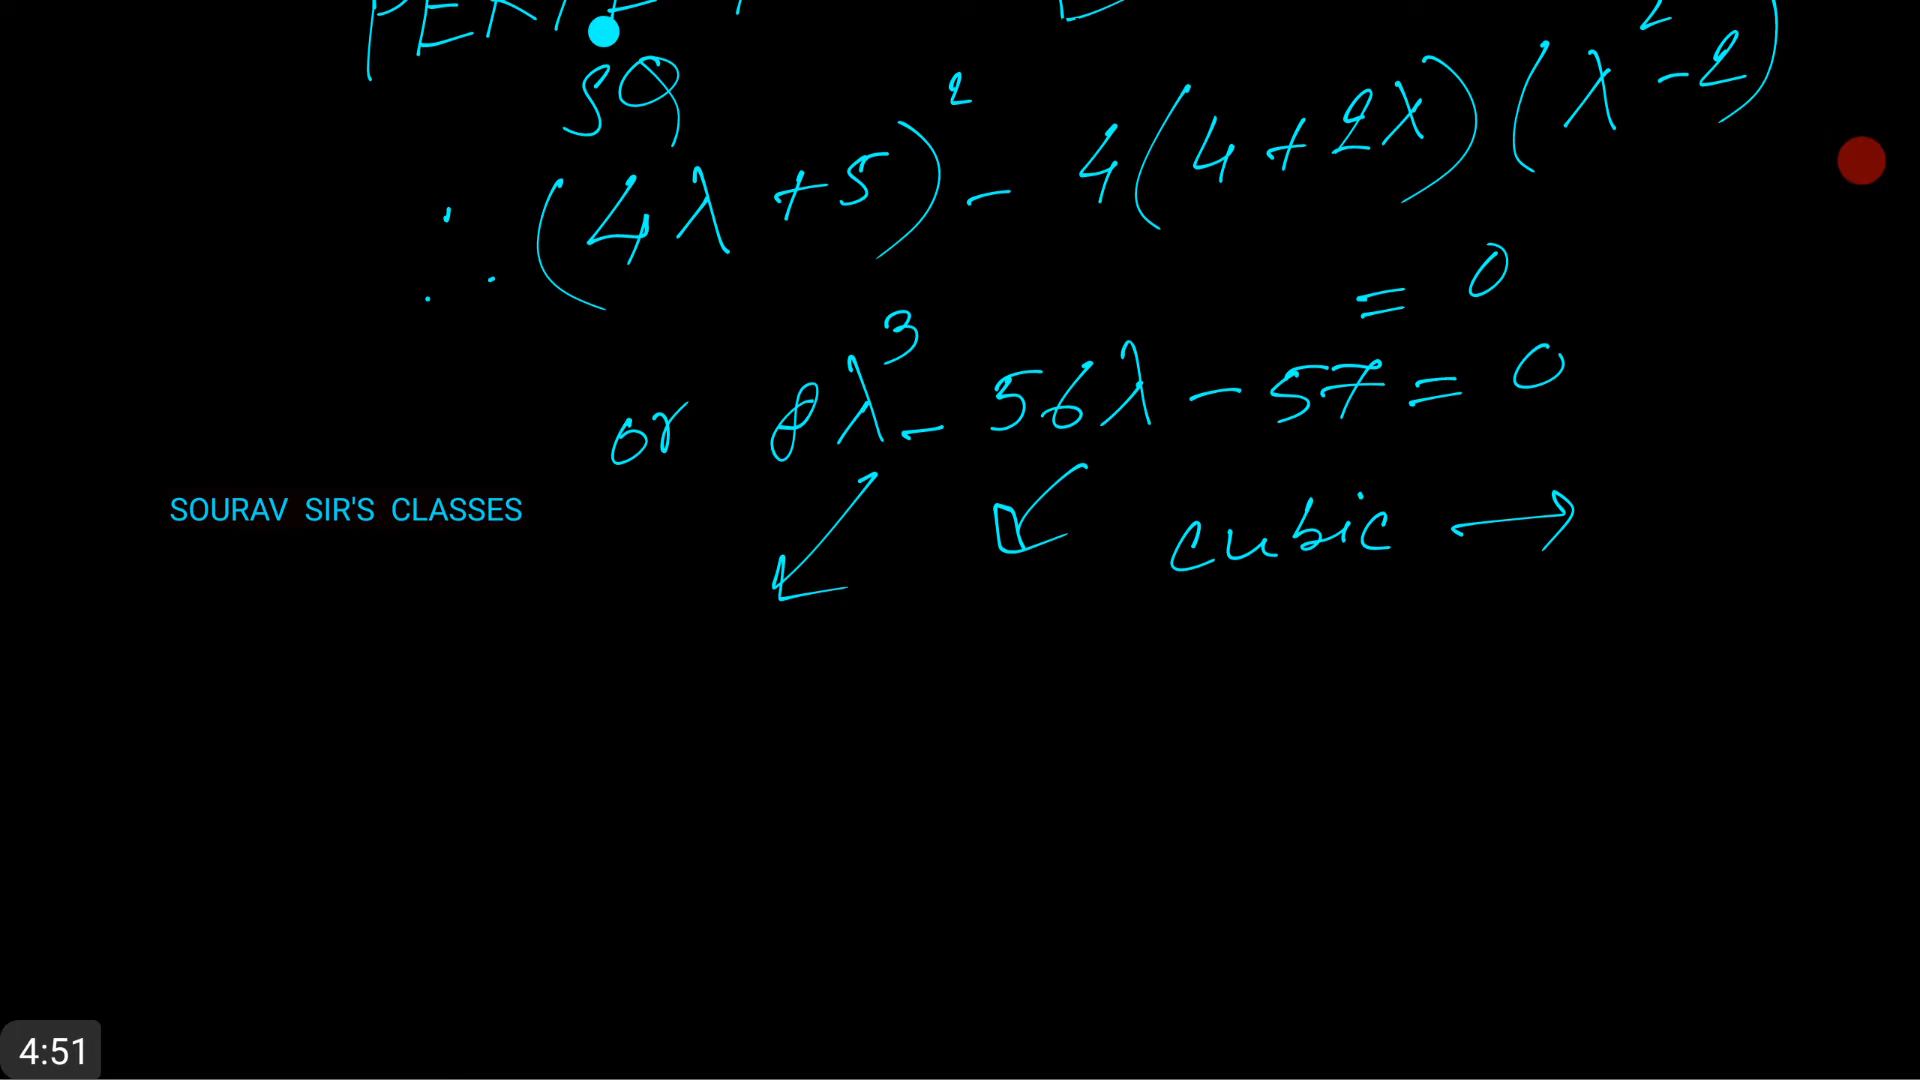 PERFECT
SQ
∴ (4λ + 5)² - 4(4 + 2λ)(λ² - 2)
= 0
or 8λ³ - 56λ - 57 = 0
SOURAV SIR'S CLASSES
cubic →
4:51